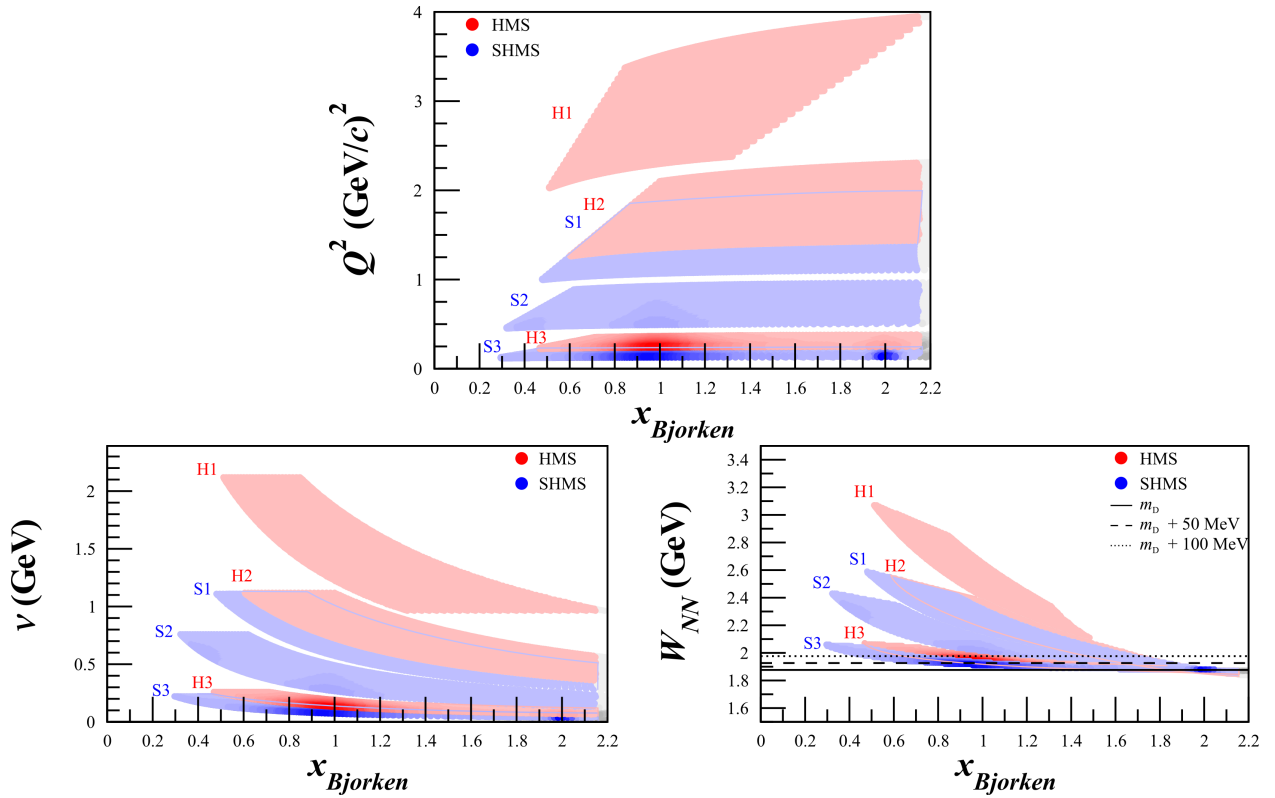 HMS
SHMS
H1
H2
S1
S2
H3
S3
Q² (GeV/c)²
4
3
2
1
0
0 0.2 0.4 0.6 0.8 1 1.2 1.4 1.6 1.8 2 2.2
x Bjorken
HMS
SHMS
H1
H2
S1
S2
H3
S3
ν (GeV)
2
1.5
1
0.5
0
0 0.2 0.4 0.6 0.8 1 1.2 1.4 1.6 1.8 2 2.2
x Bjorken
HMS
SHMS
m_D
m_D + 50 MeV
m_D + 100 MeV
H1
S1
H2
S2
H3
S3
W_NN (GeV)
3.4
3.2
3
2.8
2.6
2.4
2.2
2
1.8
1.6
0 0.2 0.4 0.6 0.8 1 1.2 1.4 1.6 1.8 2 2.2
x Bjorken